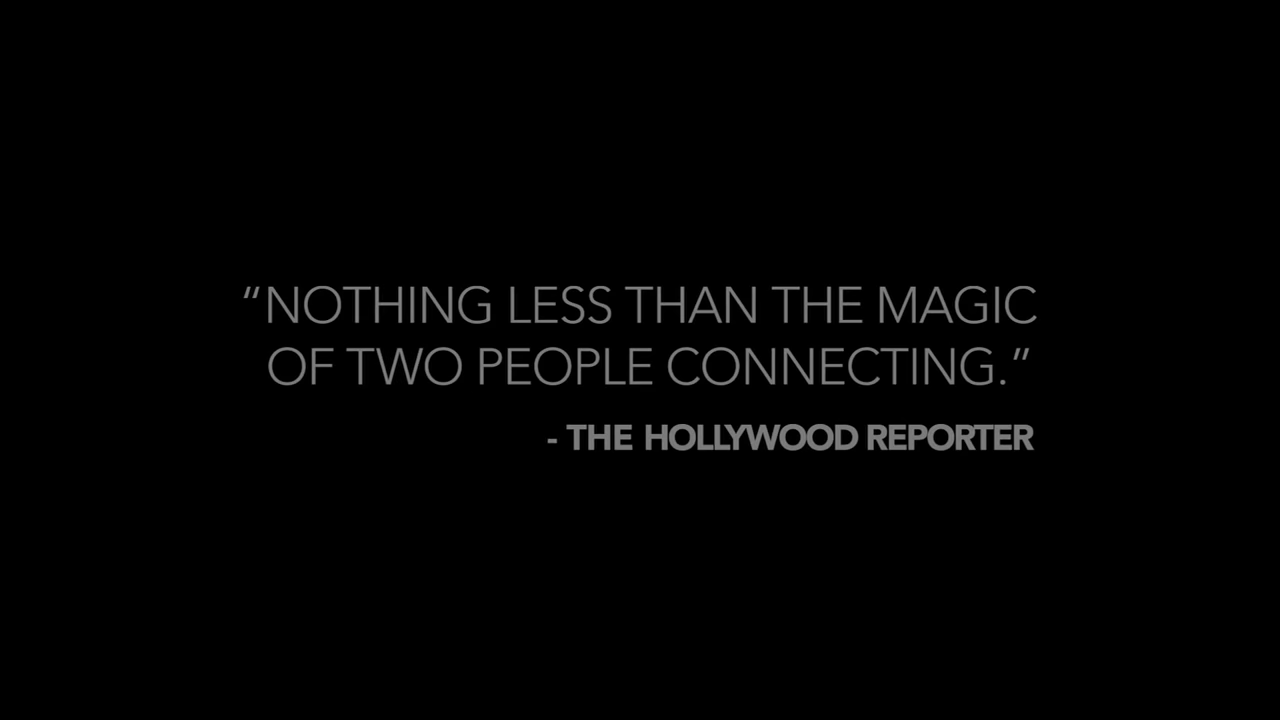 “NOTHING LESS THAN THE MAGIC
OF TWO PEOPLE CONNECTING.”
- THE HOLLYWOOD REPORTER